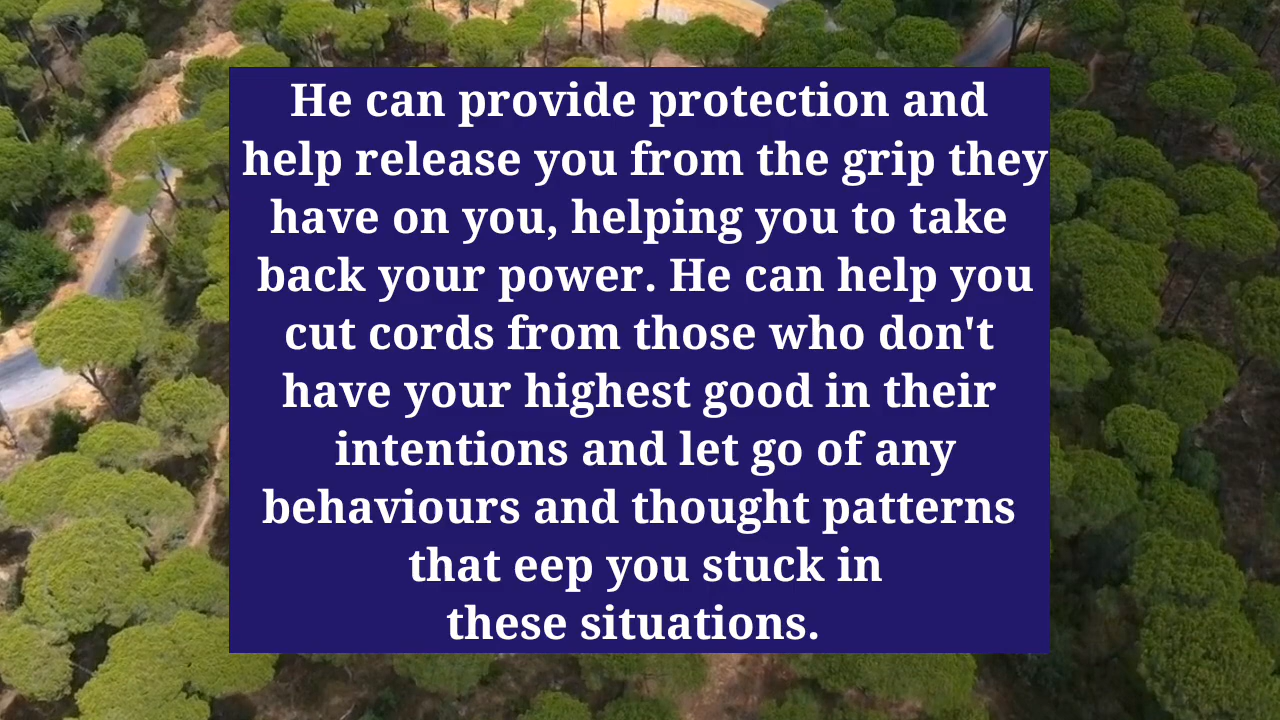 He can provide protection and
help release you from the grip they
have on you, helping you to take
back your power. He can help you
cut cords from those who don't
have your highest good in their
intentions and let go of any
behaviours and thought patterns
that eep you stuck in
these situations.